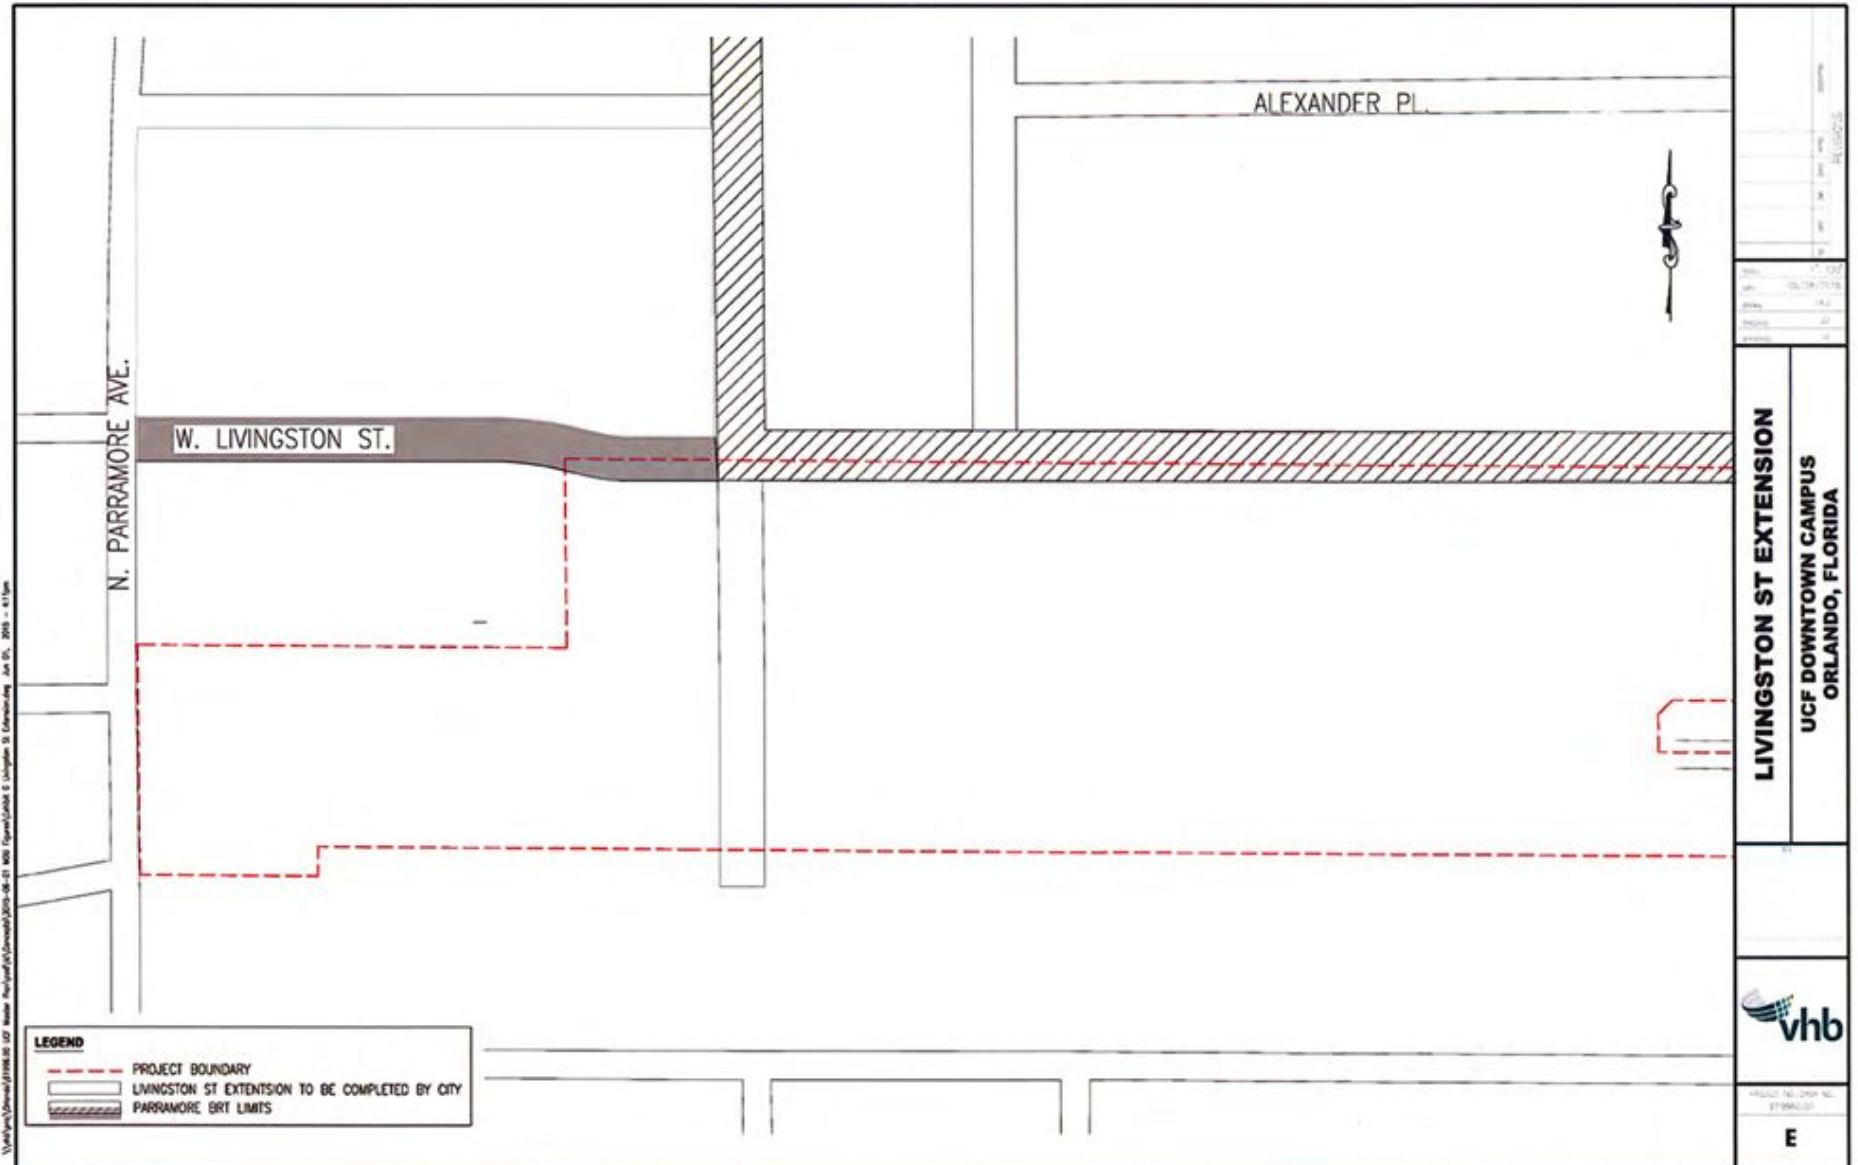 ALEXANDER PL.
N. PARRAMORE AVE.
W. LIVINGSTON ST.
LEGEND
PROJECT BOUNDARY
LIVINGSTON ST EXTENTSION TO BE COMPLETED BY CITY
PARRAMORE BRT LIMITS
REVISIONS
LIVINGSTON ST EXTENSION
UCF DOWNTOWN CAMPUS
ORLANDO, FLORIDA
vhb
E